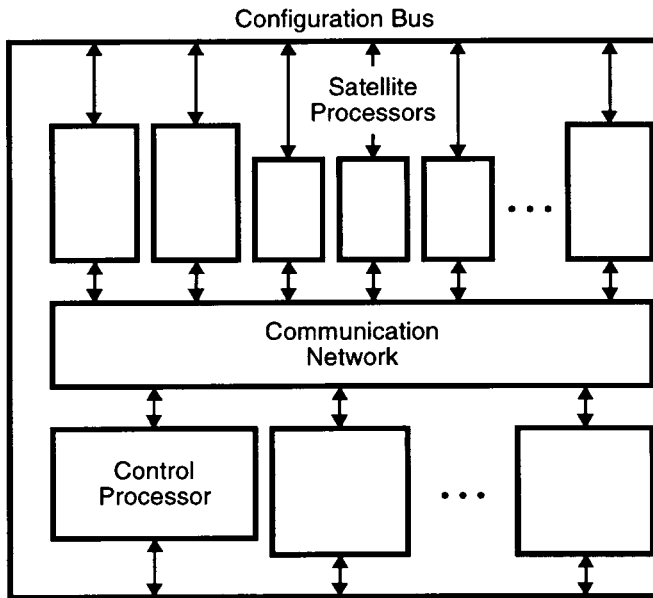 Configuration Bus
Satellite
Processors
Communication
Network
Control
Processor